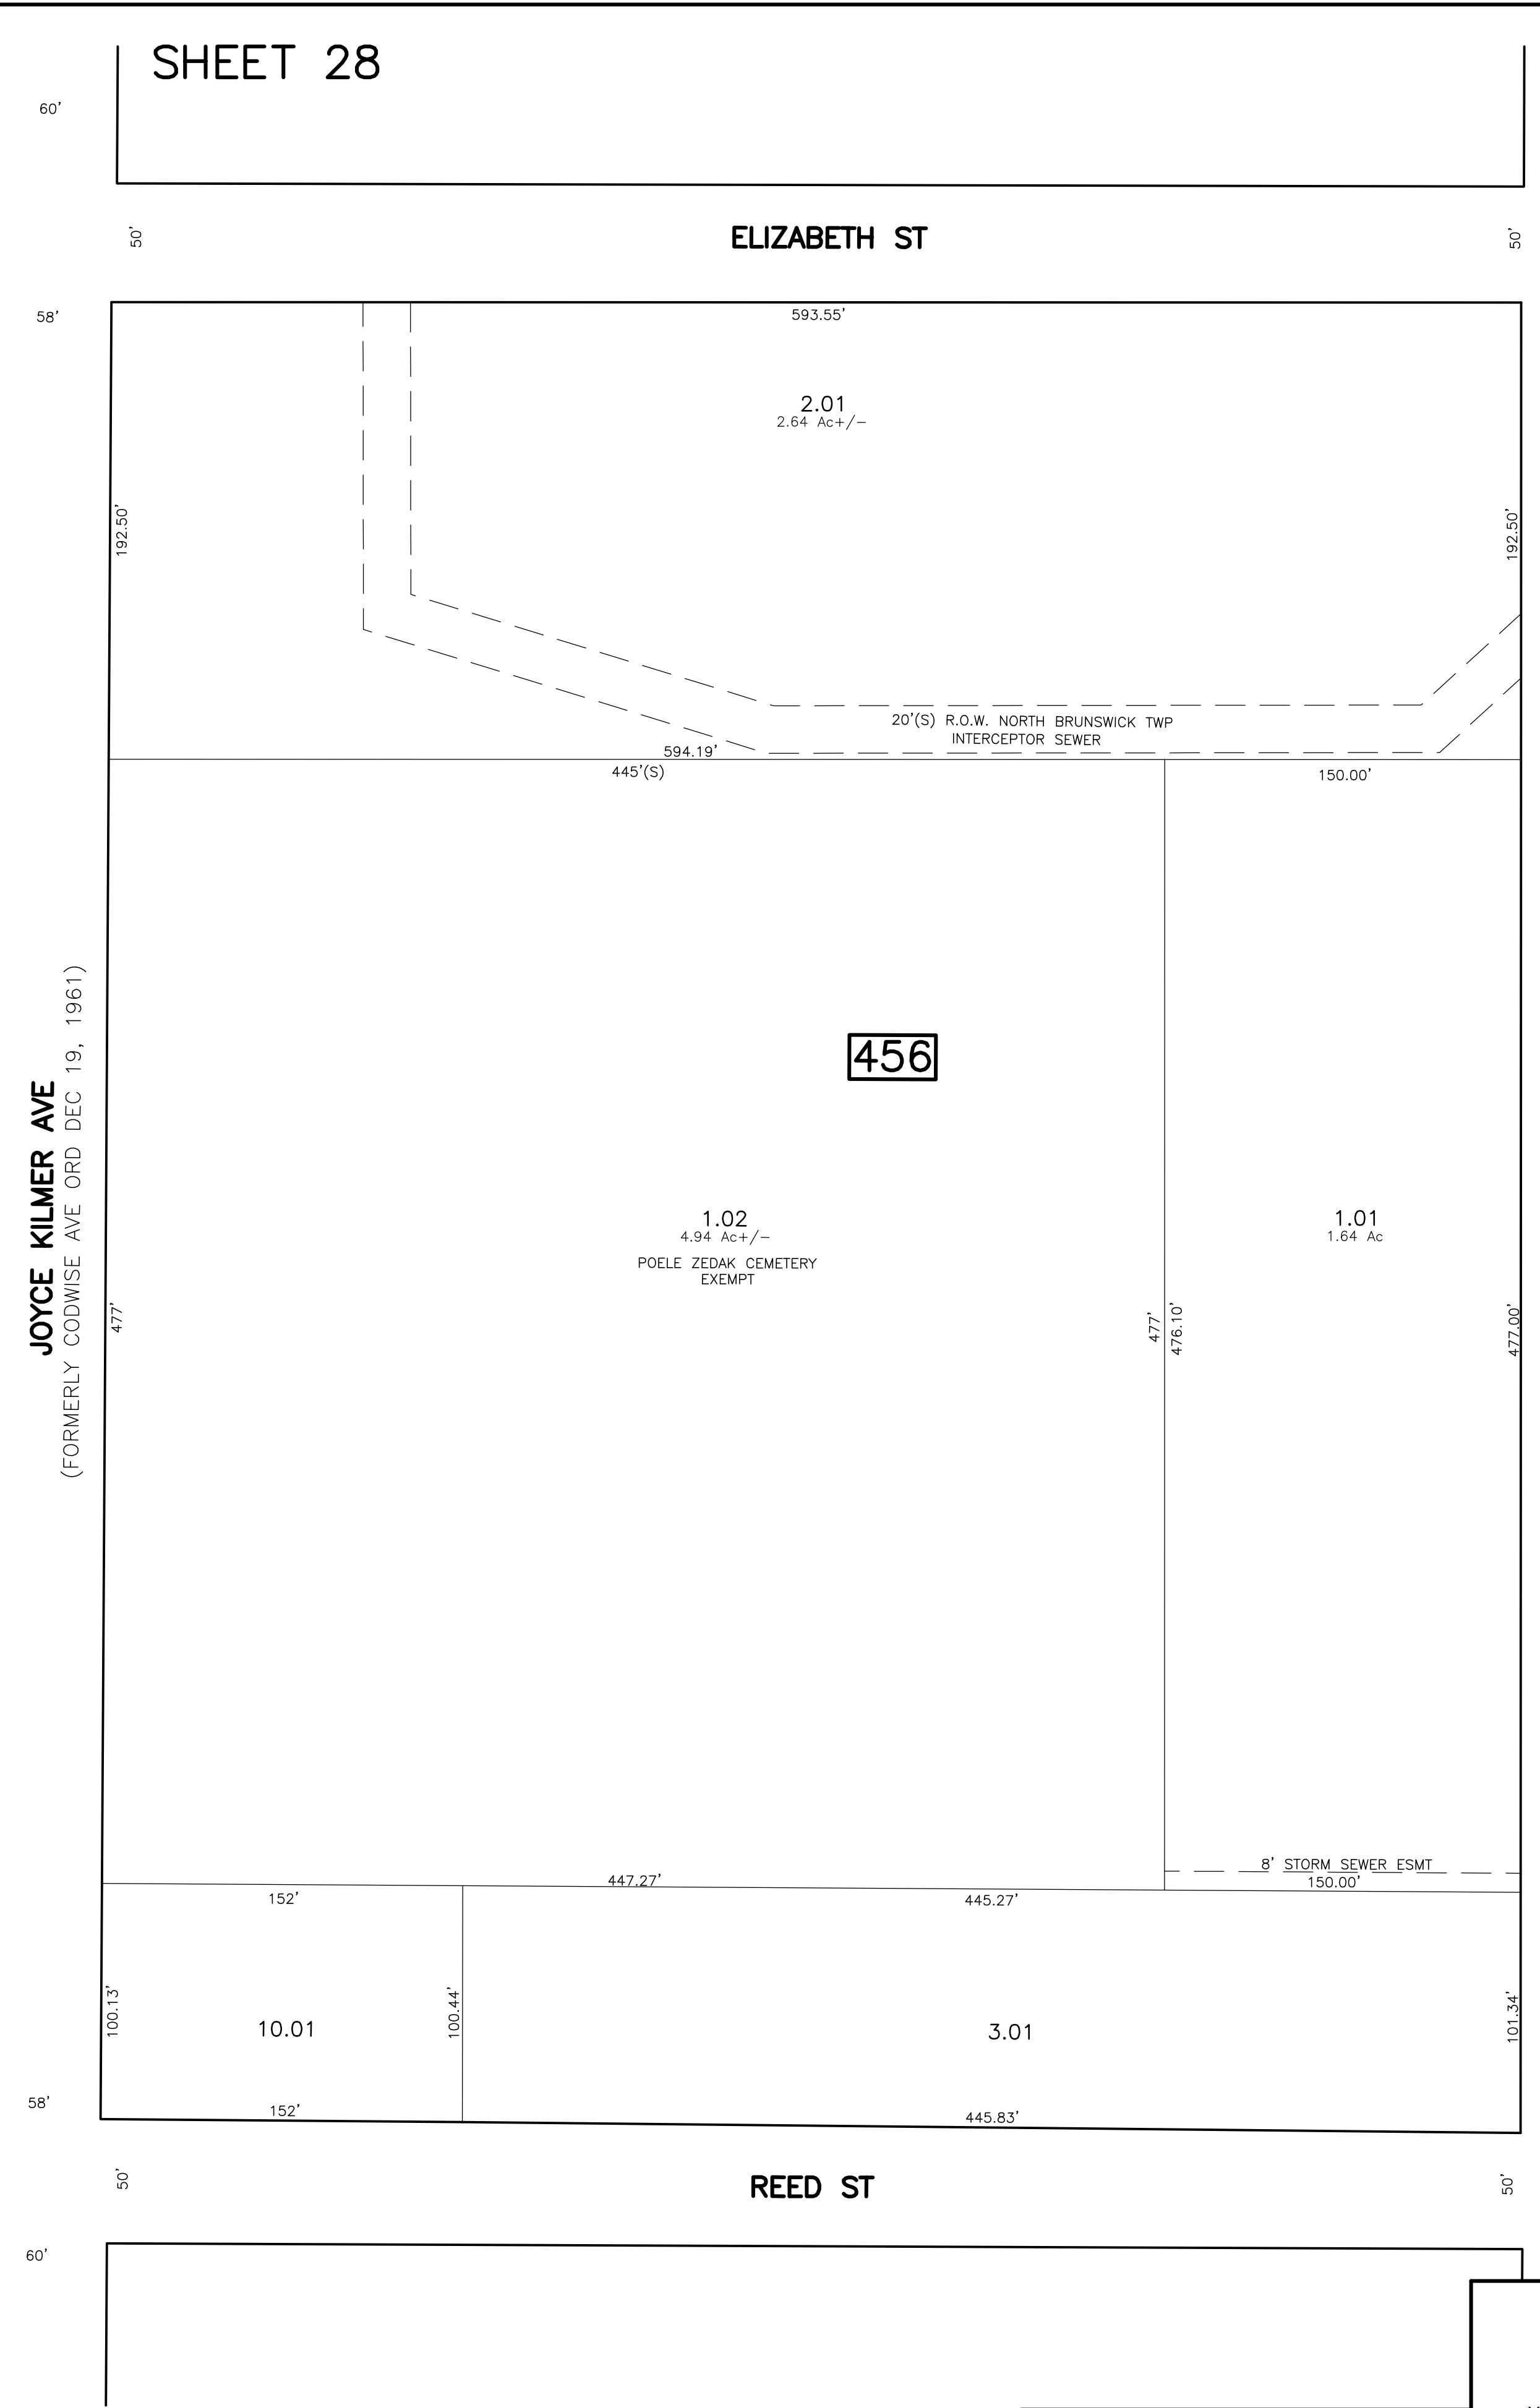 SHEET 28
60'
50'
ELIZABETH ST
50'
58'
593.55'
2.01
2.64 Ac+/-
192.50'
192.50'
20'(S) R.O.W. NORTH BRUNSWICK TWP
INTERCEPTOR SEWER
594.19'
445'(S)
150.00'
JOYCE KILMER AVE
(FORMERLY CODWISE AVE ORD DEC 19, 1961)
456
1.02
4.94 Ac+/-
POELE ZEDAK CEMETERY
EXEMPT
1.01
1.64 Ac
477'
477'
476.10'
477.00'
8' STORM SEWER ESMT
150.00'
447.27'
152'
445.27'
100.13'
10.01
100.44'
3.01
101.34'
58'
152'
445.83'
50'
REED ST
50'
60'